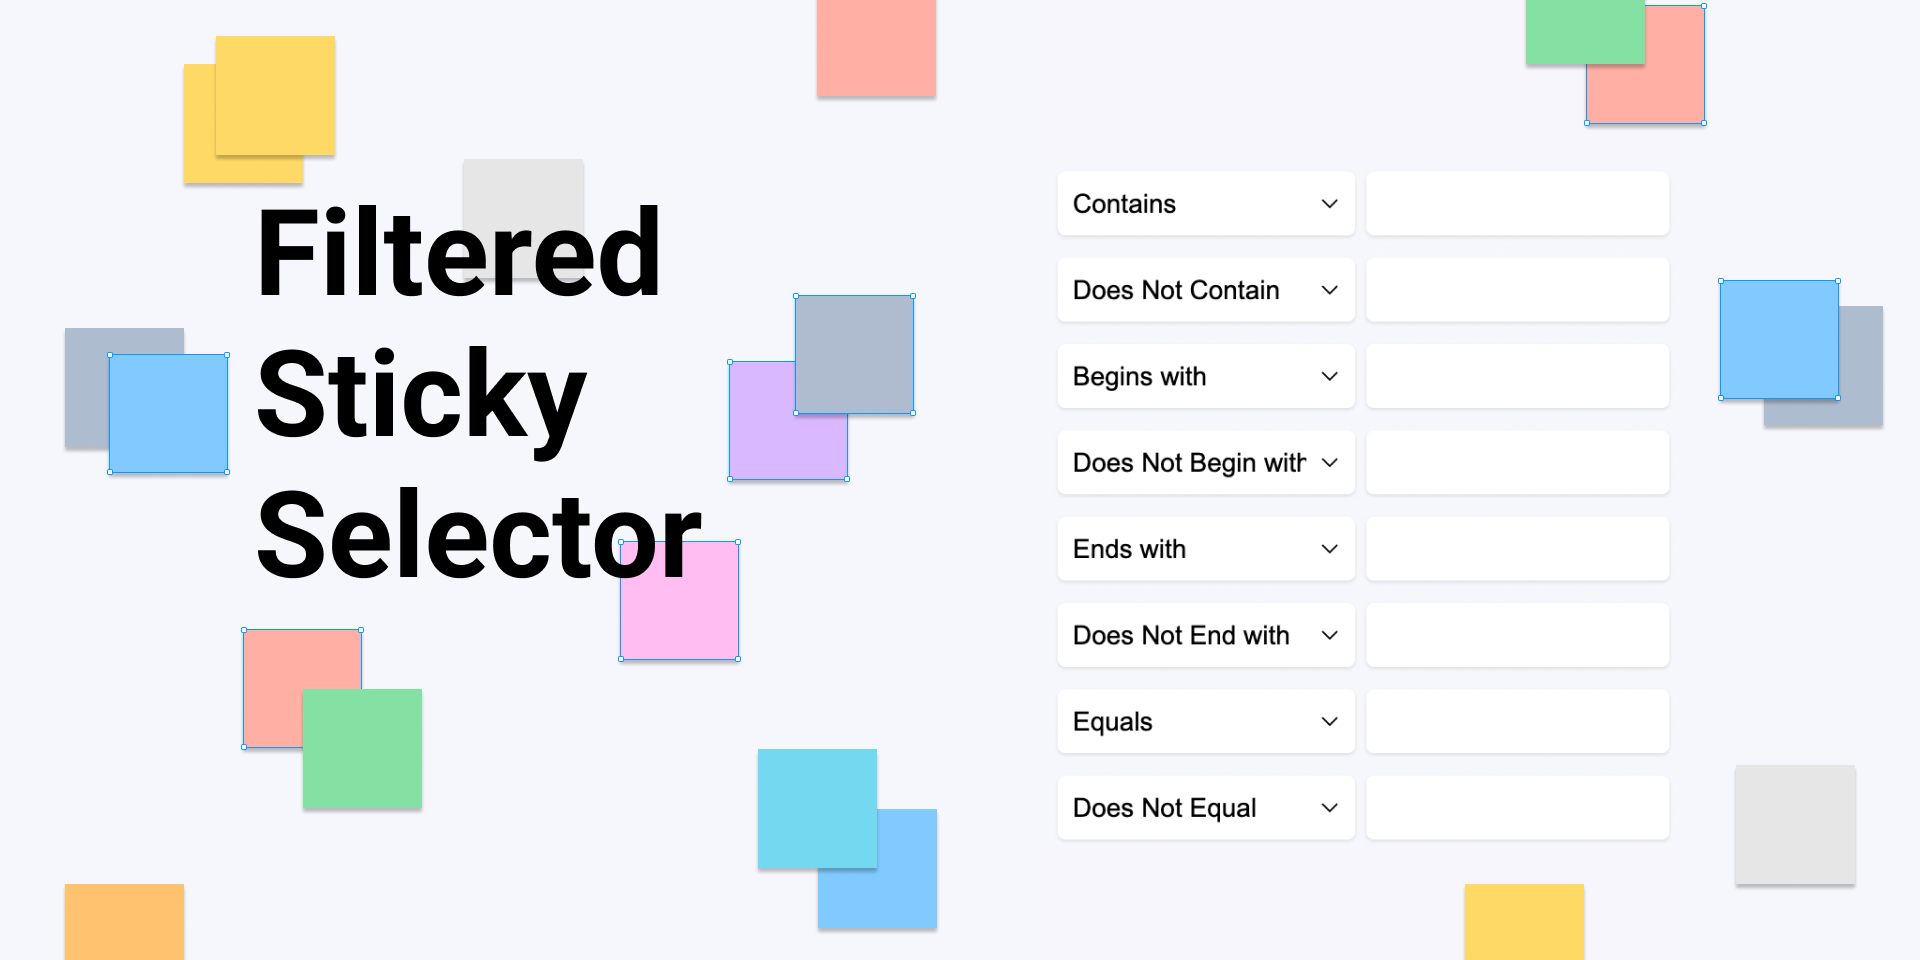 Filtered
Sticky
Selector
Contains
Does Not Contain
Begins with
Does Not Begin with
Ends with
Does Not End with
Equals
Does Not Equal